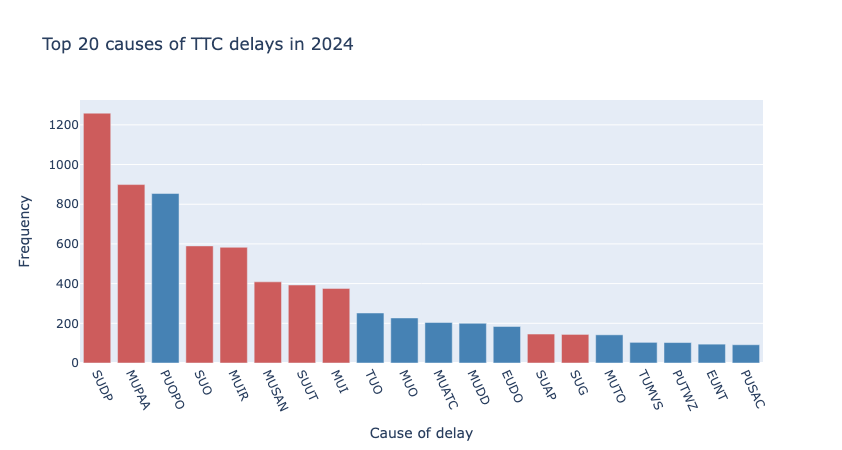 Top 20 causes of TTC delays in 2024
Frequency
1200
1000
800
600
400
200
0
SUDP
MUPAA
PUOPO
SUO
MUIR
MUSAN
SUUT
MUI
TUO
MUO
MUATC
MUDD
EUDO
SUAP
SUG
MUTO
TUMVS
PUTWZ
EUNT
PUSAC
Cause of delay